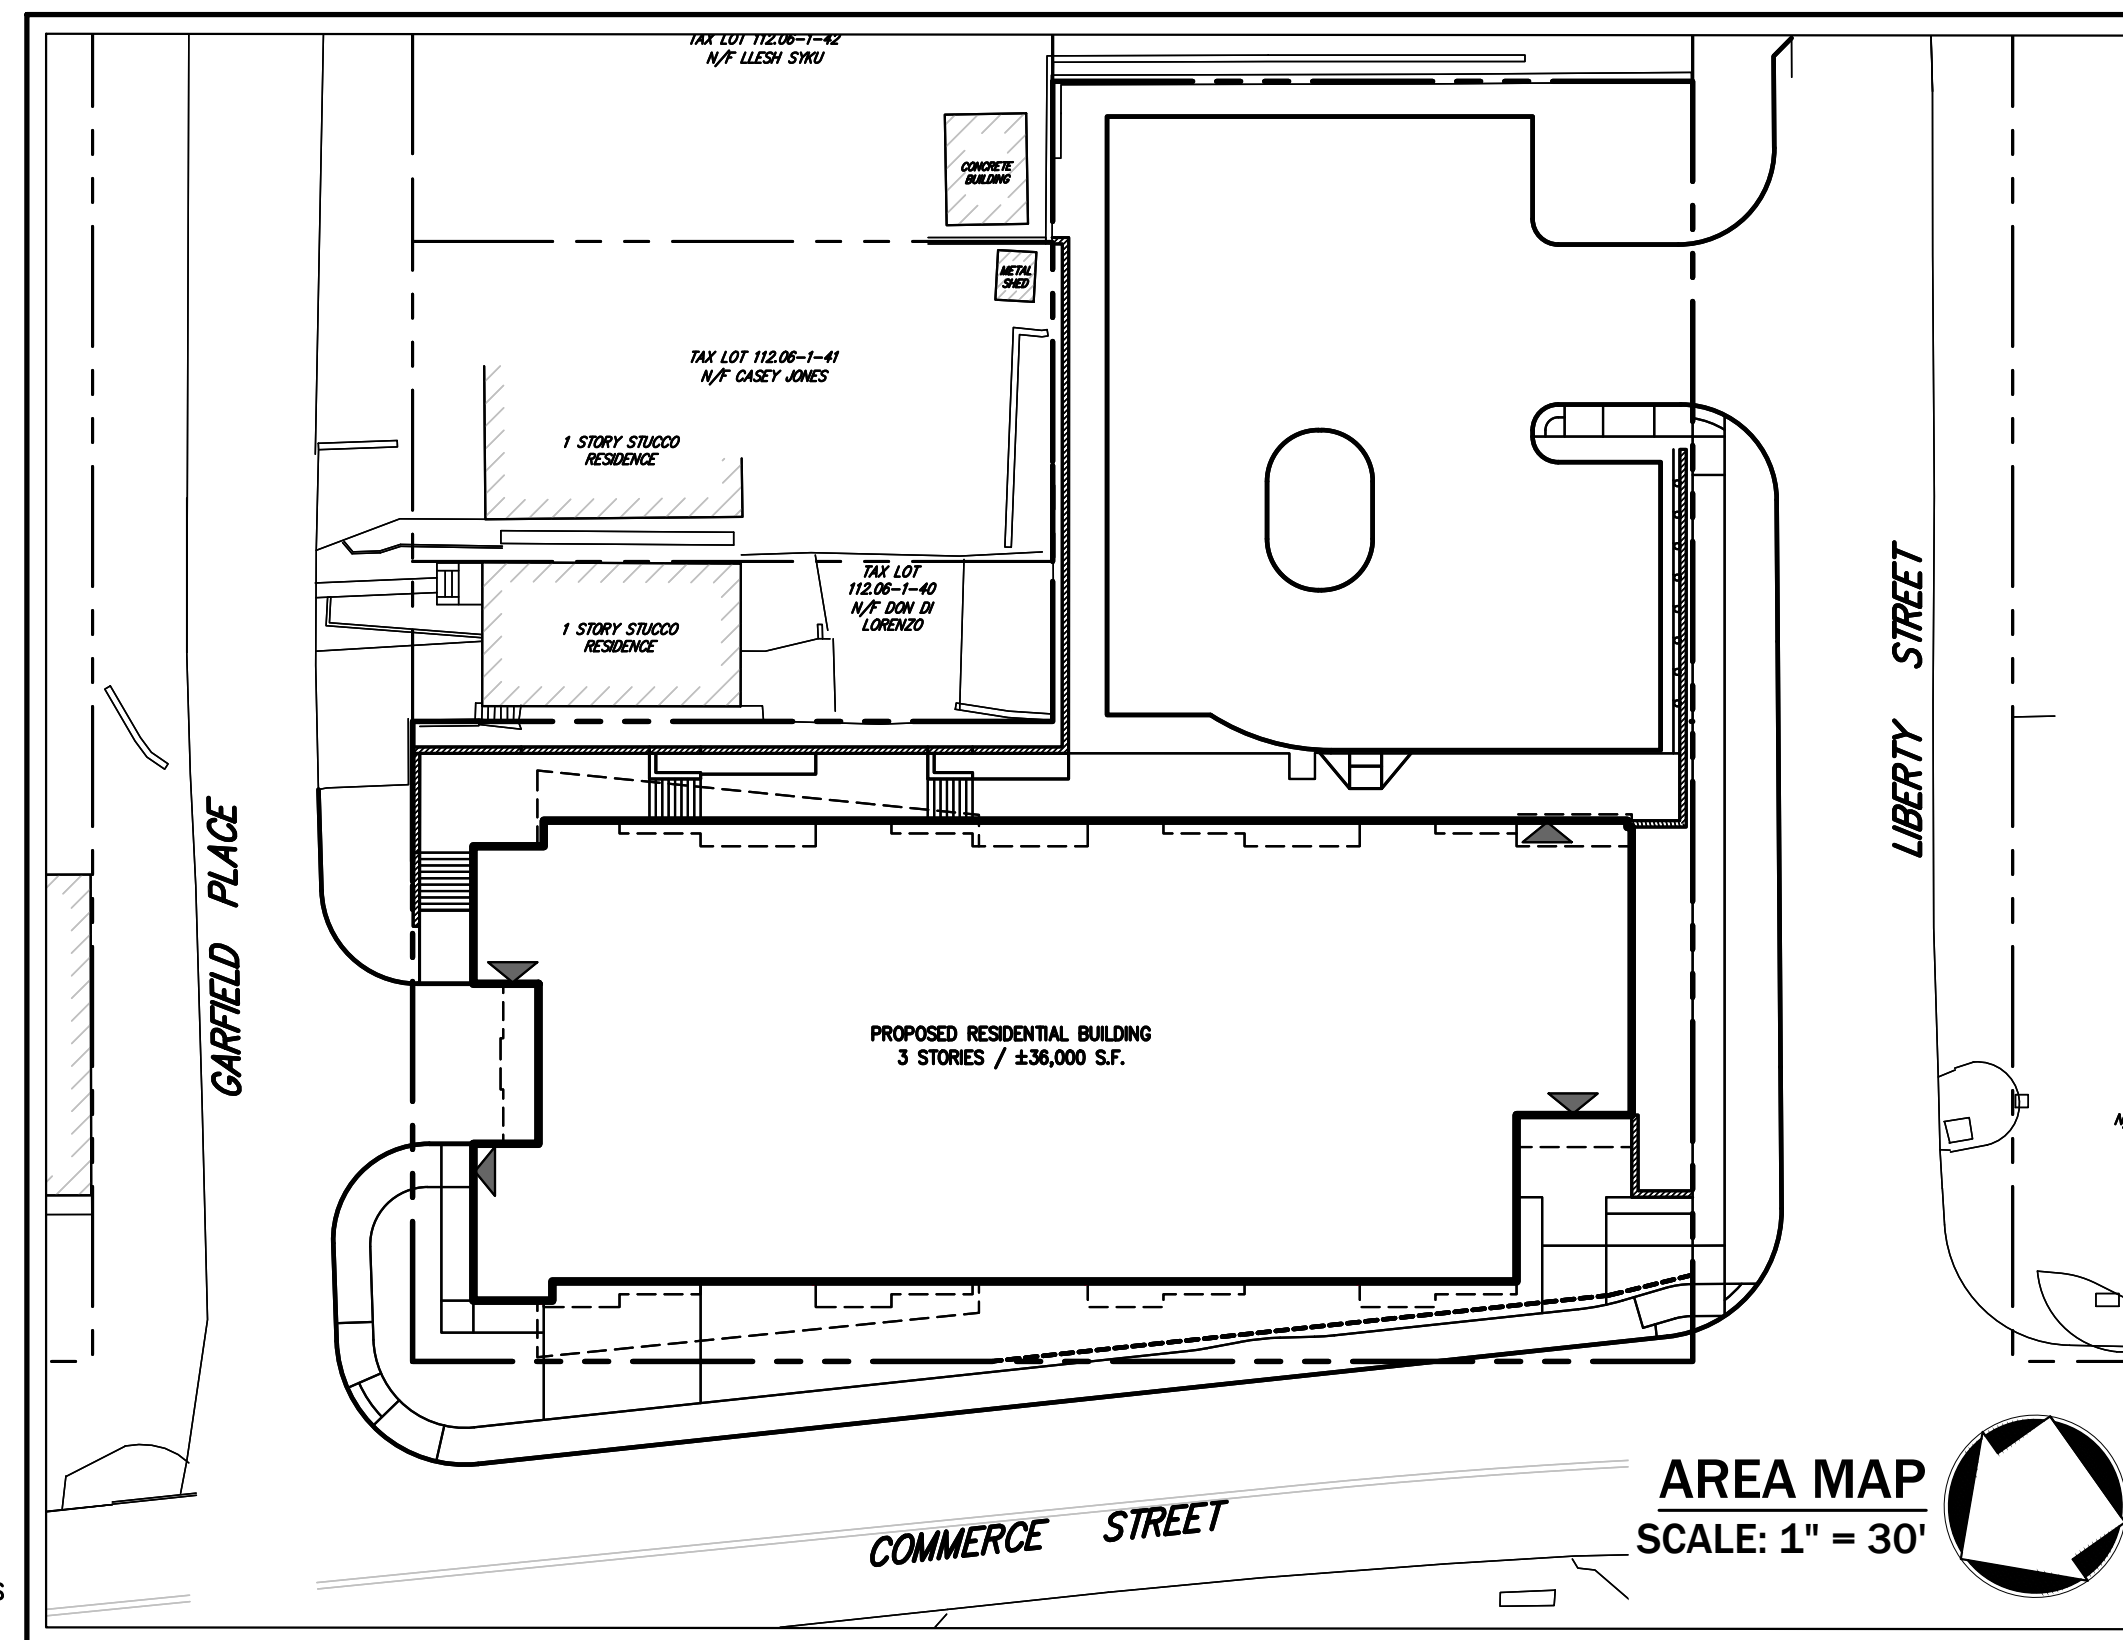 TAX LOT 112.06-1-42
N/F LLESH SYKU
CONCRETE
BUILDING
METAL
SHED
TAX LOT 112.06-1-41
N/F CASEY JONES
1 STORY STUCCO
RESIDENCE
TAX LOT
112.06-1-40
N/F DON DI
LORENZO
1 STORY STUCCO
RESIDENCE
LIBERTY STREET
GARFIELD PLACE
PROPOSED RESIDENTIAL BUILDING
3 STORIES / ±36,000 S.F.
COMMERCE STREET
AREA MAP
SCALE: 1" = 30'